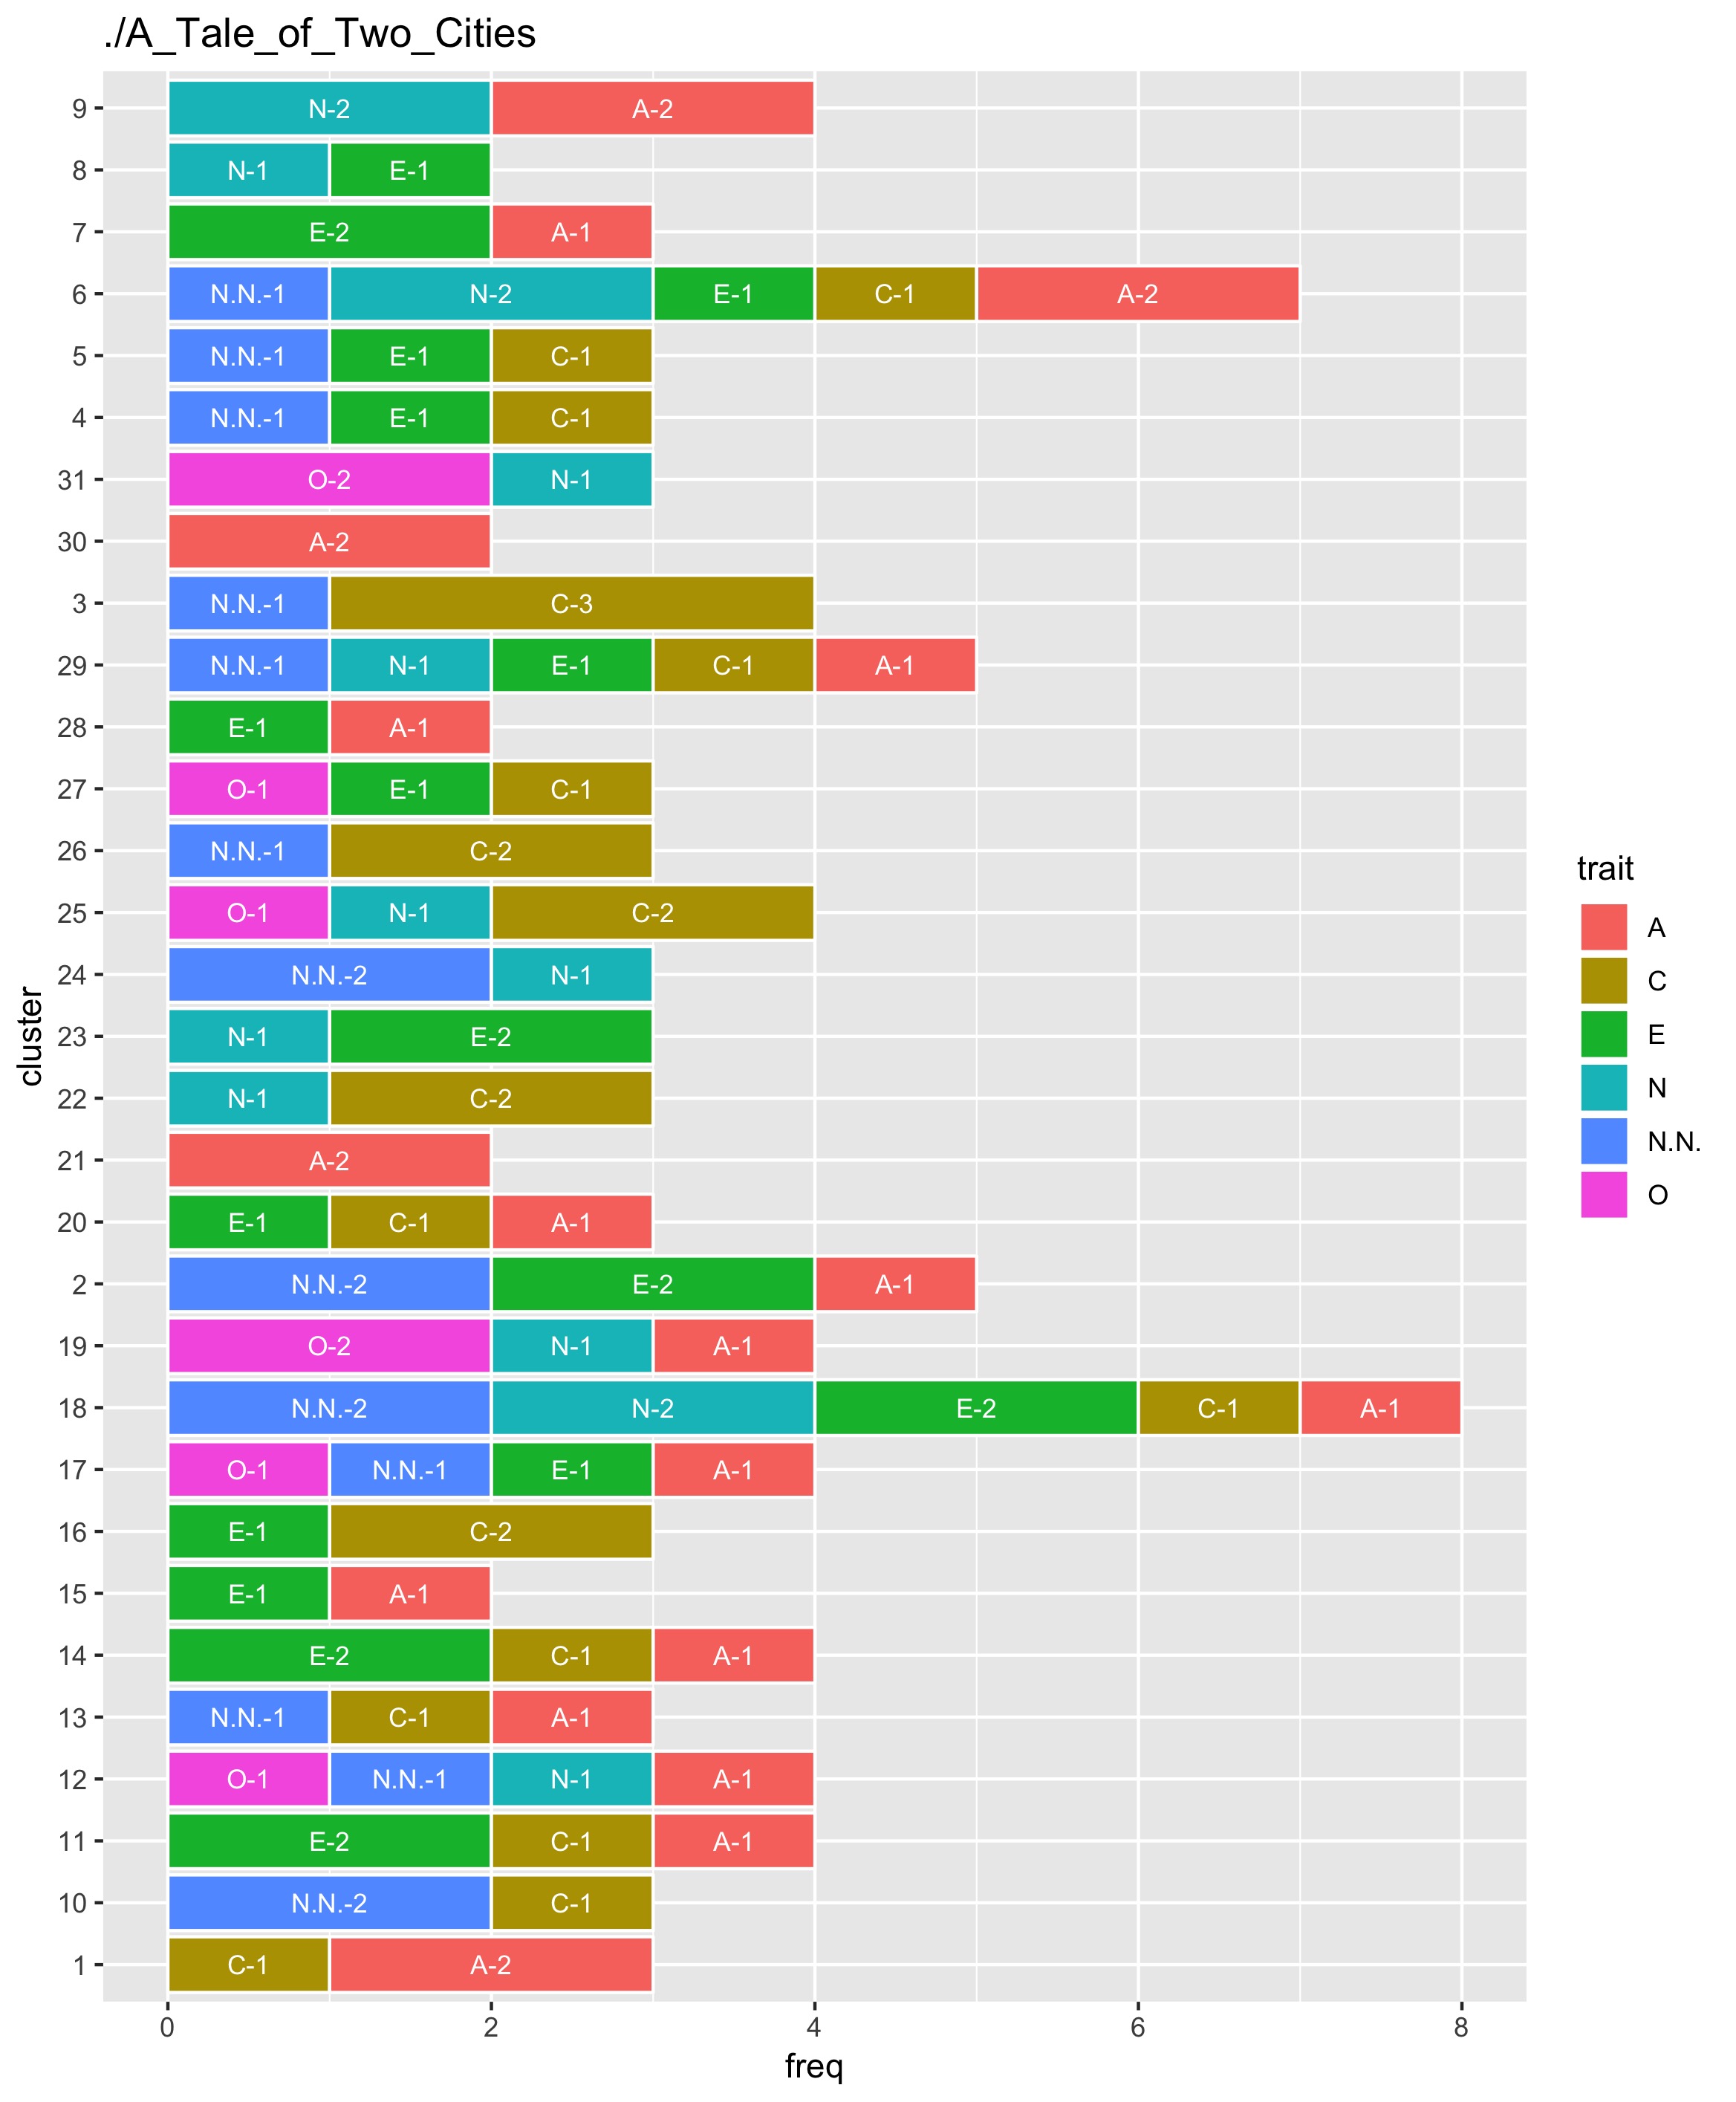 ./A_Tale_of_Two_Cities
9 N-2 A-2
8 N-1 E-1
7 E-2 A-1
6 N.N.-1 N-2 E-1 C-1 A-2
5 N.N.-1 E-1 C-1
4 N.N.-1 E-1 C-1
31 O-2 N-1
30 A-2
3 N.N.-1 C-3
29 N.N.-1 N-1 E-1 C-1 A-1
28 E-1 A-1
27 O-1 E-1 C-1
26 N.N.-1 C-2
25 O-1 N-1 C-2
24 N.N.-2 N-1
23 N-1 E-2
22 N-1 C-2
21 A-2
20 E-1 C-1 A-1
2 N.N.-2 E-2 A-1
19 O-2 N-1 A-1
18 N.N.-2 N-2 E-2 C-1 A-1
17 O-1 N.N.-1 E-1 A-1
16 E-1 C-2
15 E-1 A-1
14 E-2 C-1 A-1
13 N.N.-1 C-1 A-1
12 O-1 N.N.-1 N-1 A-1
11 E-2 C-1 A-1
10 N.N.-2 C-1
1 C-1 A-2
0 2 4 6 8
freq
cluster
trait
A
C
E
N
N.N.
O